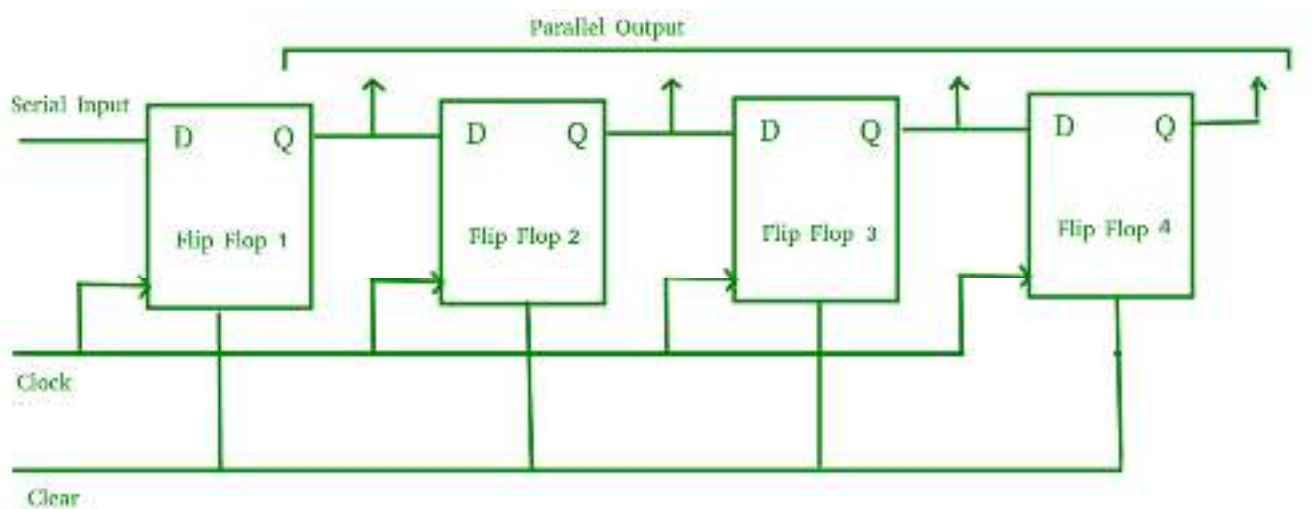 Parallel Output
Serial Input
D Q
D Q
D Q
D Q
Flip Flop 1
Flip Flop 2
Flip Flop 3
Flip Flop 4
Clock
Clear